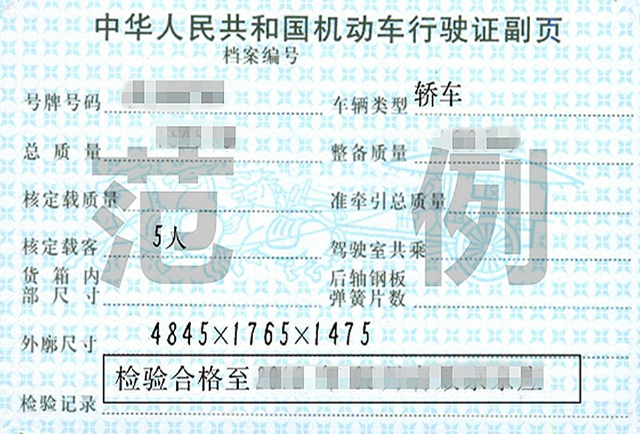 中华人民共和国机动车行驶证副页
档案编号
号牌号码 车辆类型 轿车
总质量 整备质量
核定载质量 准牵引总质量
范例
核定载客 5人 驾驶室共乘
货箱内部尺寸 后轴钢板弹簧片数
外廓尺寸 4845×1765×1475
检验合格至
检验记录